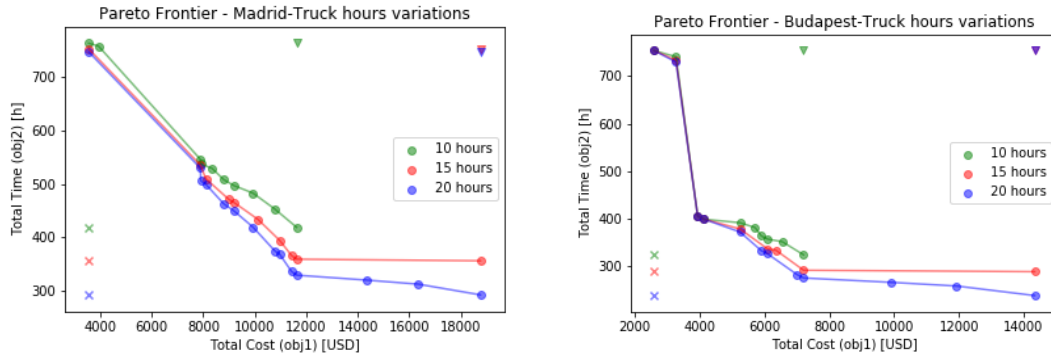 Pareto Frontier - Madrid-Truck hours variations
Total Time (obj2) [h]
700
600
500
400
300
10 hours
15 hours
20 hours
4000 6000 8000 10000 12000 14000 16000 18000
Total Cost (obj1) [USD]
Pareto Frontier - Budapest-Truck hours variations
Total Time (obj2) [h]
700
600
500
400
300
10 hours
15 hours
20 hours
2000 4000 6000 8000 10000 12000 14000
Total Cost (obj1) [USD]